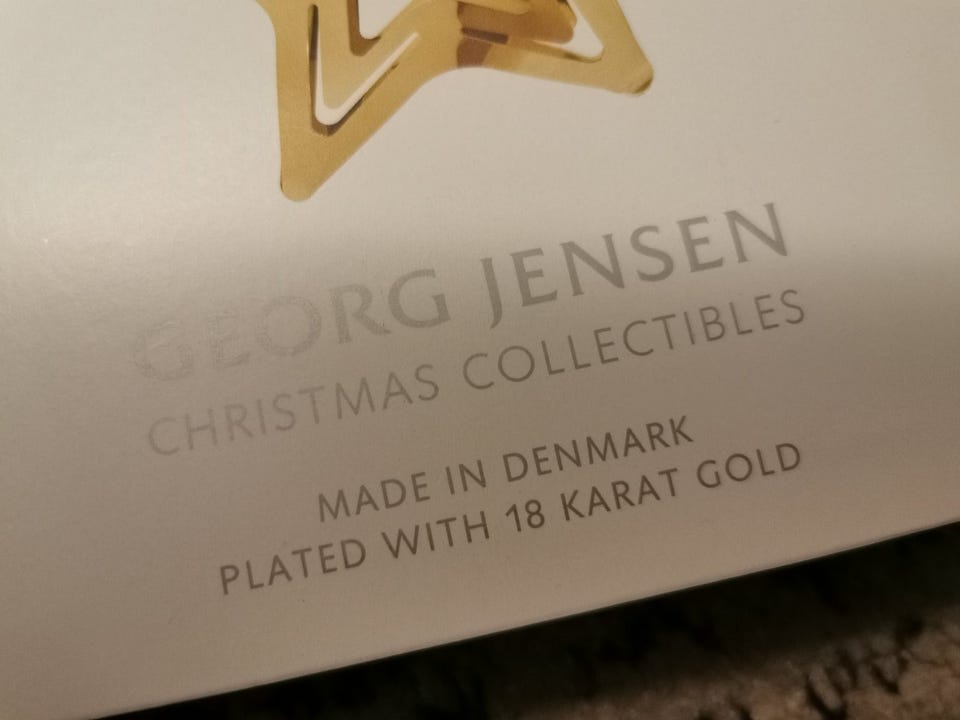 GEORG JENSEN
CHRISTMAS COLLECTIBLES
MADE IN DENMARK
PLATED WITH 18 KARAT GOLD